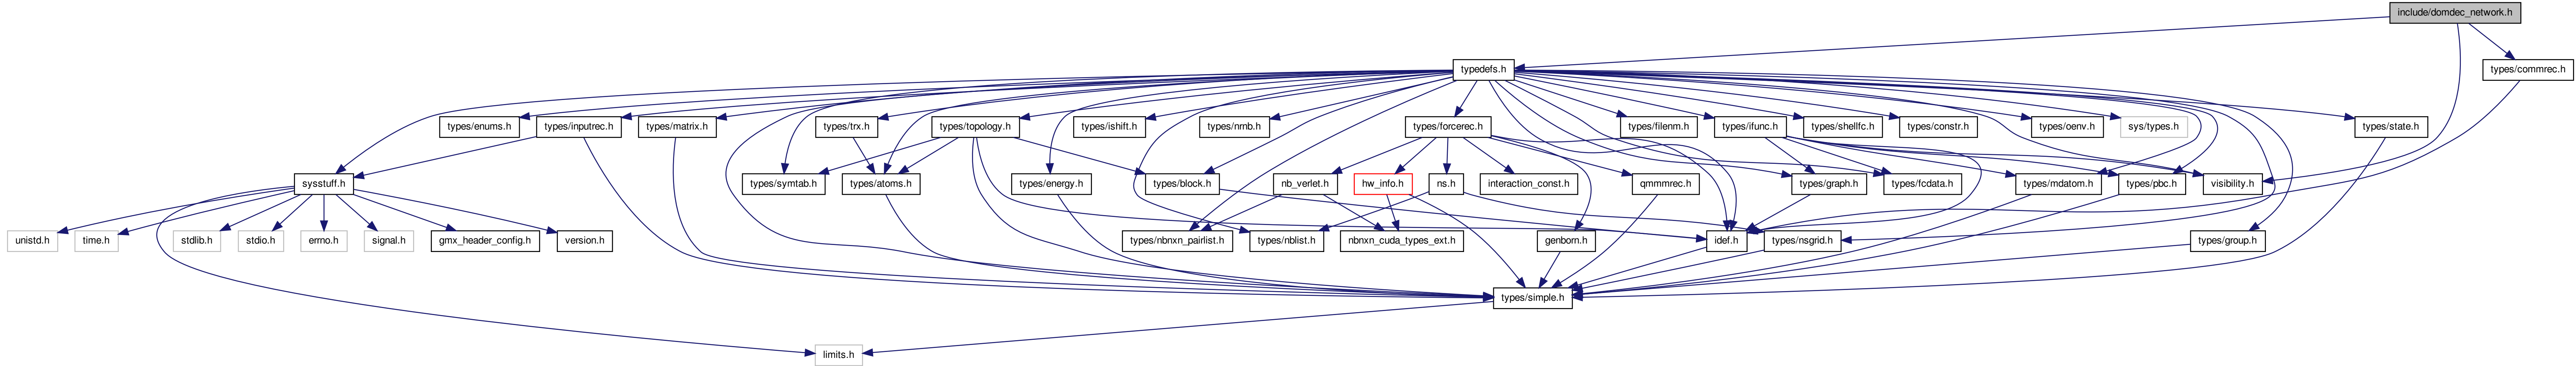 include/domdec_network.h
typedefs.h
types/commrec.h
types/enums.h
types/inputrec.h
types/matrix.h
types/trx.h
types/topology.h
types/ishift.h
types/nrnb.h
types/forcerec.h
types/filenm.h
types/ifunc.h
types/shellfc.h
types/constr.h
types/oenv.h
sys/types.h
types/state.h
sysstuff.h
types/symtab.h
types/atoms.h
types/energy.h
types/block.h
nb_verlet.h
hw_info.h
ns.h
interaction_const.h
qmmmrec.h
types/graph.h
types/fcdata.h
types/mdatom.h
types/pbc.h
visibility.h
unistd.h
time.h
stdlib.h
stdio.h
errno.h
signal.h
gmx_header_config.h
version.h
types/nbnxn_pairlist.h
types/nblist.h
nbnxn_cuda_types_ext.h
genborn.h
idef.h
types/nsgrid.h
types/group.h
types/simple.h
limits.h